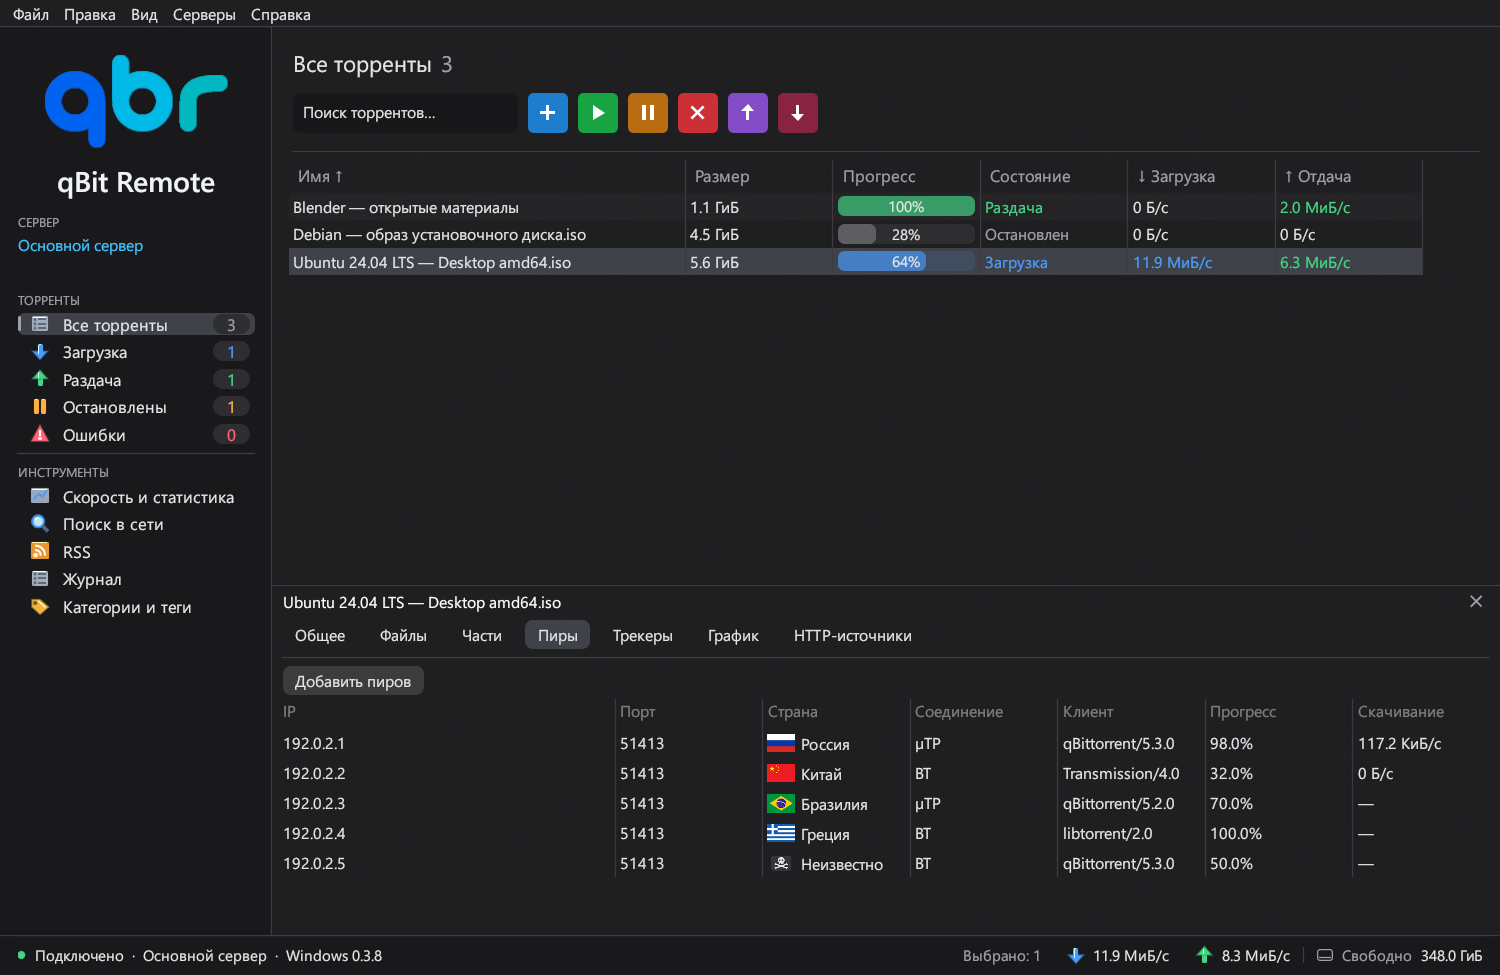 Файл Правка Вид Серверы Справка
qbr
qBit Remote
СЕРВЕР
Основной сервер
ТОРРЕНТЫ
Все торренты 3
Загрузка 1
Раздача 1
Остановлены 1
Ошибки 0
ИНСТРУМЕНТЫ
Скорость и статистика
Поиск в сети
RSS
Журнал
Категории и теги
Все торренты 3
Поиск торрентов...
Имя ↑ Размер Прогресс Состояние ↓ Загрузка ↑ Отдача
Blender — открытые материалы 1.1 ГиБ 100% Раздача 0 Б/с 2.0 МиБ/с
Debian — образ установочного диска.iso 4.5 ГиБ 28% Остановлен 0 Б/с 0 Б/с
Ubuntu 24.04 LTS — Desktop amd64.iso 5.6 ГиБ 64% Загрузка 11.9 МиБ/с 6.3 МиБ/с
Ubuntu 24.04 LTS — Desktop amd64.iso
Общее Файлы Части Пиры Трекеры График HTTP-источники
Добавить пиров
IP Порт Страна Соединение Клиент Прогресс Скачивание
192.0.2.1 51413 Россия µTP qBittorrent/5.3.0 98.0% 117.2 КиБ/с
192.0.2.2 51413 Китай BT Transmission/4.0 32.0% 0 Б/с
192.0.2.3 51413 Бразилия µTP qBittorrent/5.2.0 70.0% —
192.0.2.4 51413 Греция BT libtorrent/2.0 100.0% —
192.0.2.5 51413 Неизвестно BT qBittorrent/5.3.0 50.0% —
Подключено · Основной сервер · Windows 0.3.8 Выбрано: 1 11.9 МиБ/с 8.3 МиБ/с Свободно 348.0 ГиБ